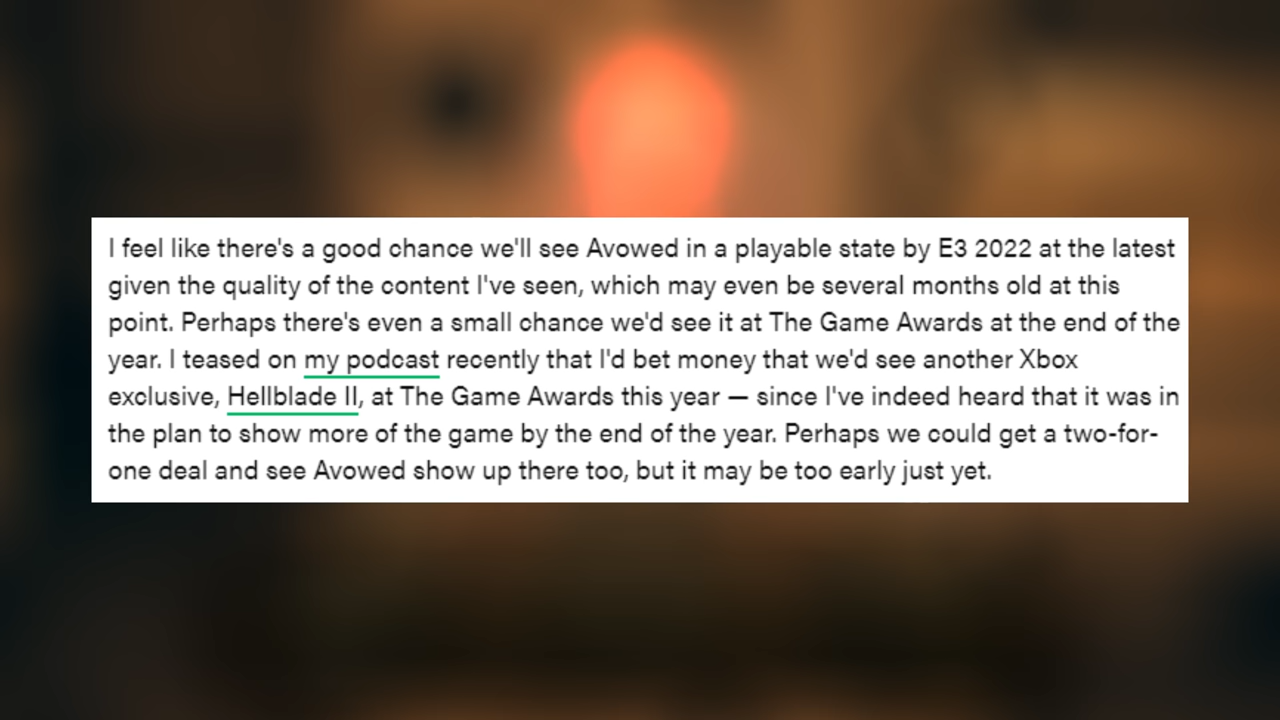 I feel like there's a good chance we'll see Avowed in a playable state by E3 2022 at the latest
given the quality of the content I've seen, which may even be several months old at this
point. Perhaps there's even a small chance we'd see it at The Game Awards at the end of the
year. I teased on my podcast recently that I'd bet money that we'd see another Xbox
exclusive, Hellblade II, at The Game Awards this year — since I've indeed heard that it was in
the plan to show more of the game by the end of the year. Perhaps we could get a two-for-
one deal and see Avowed show up there too, but it may be too early just yet.